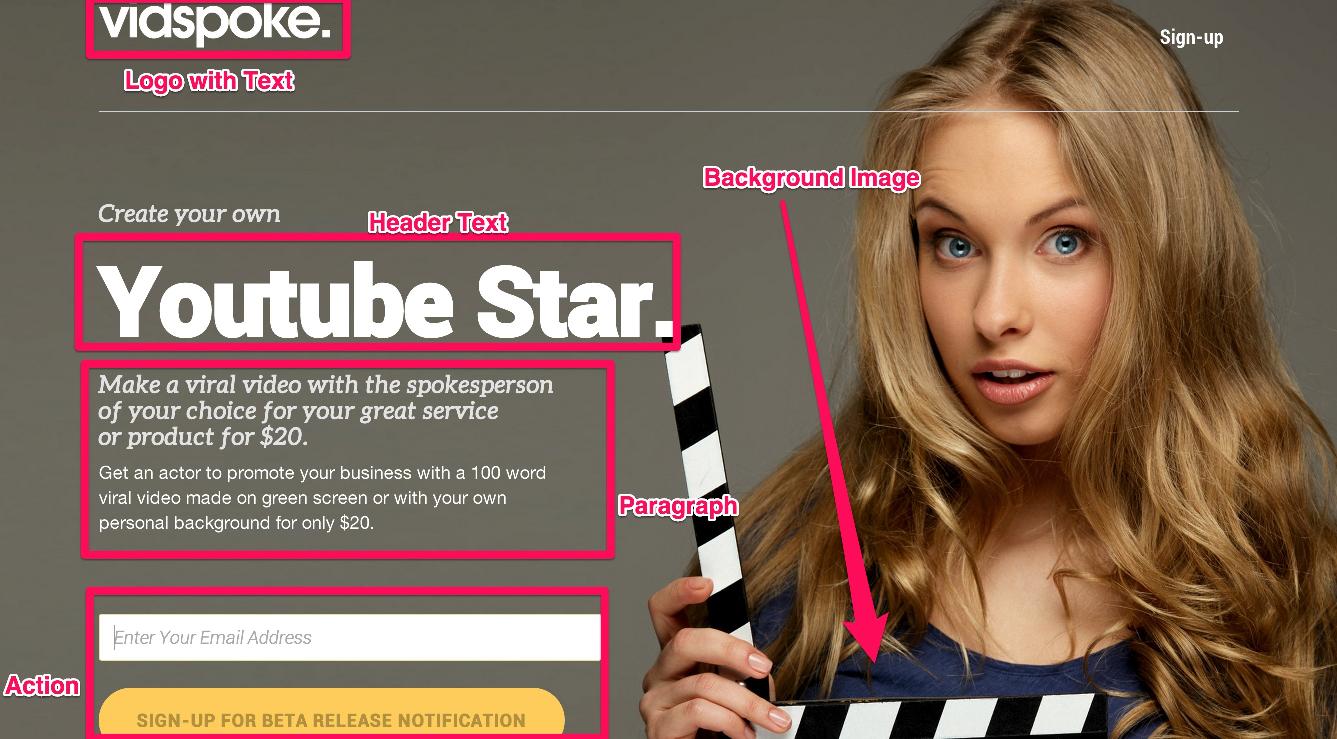 vidspoke.
Sign-up
Logo with Text
Background Image
Create your own
Header Text
Youtube Star.
Make a viral video with the spokesperson
of your choice for your great service
or product for $20.
Get an actor to promote your business with a 100 word
viral video made on green screen or with your own
personal background for only $20.
Paragraph
Enter Your Email Address
Action
SIGN-UP FOR BETA RELEASE NOTIFICATION